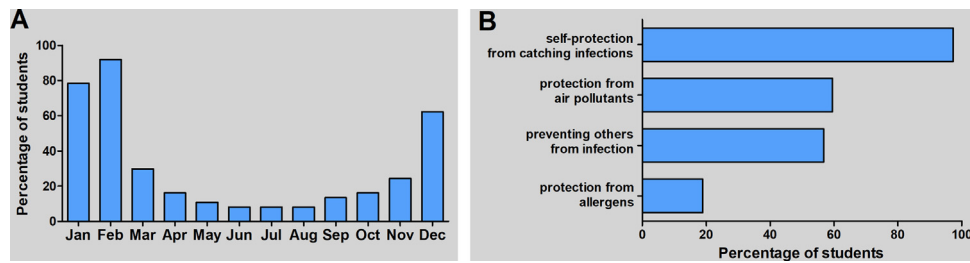 A
Percentage of students
100
80
60
40
20
0
Jan Feb Mar Apr May Jun Jul Aug Sep Oct Nov Dec
B
self-protection
from catching infections
protection from
air pollutants
preventing others
from infection
protection from
allergens
0 20 40 60 80 100
Percentage of students